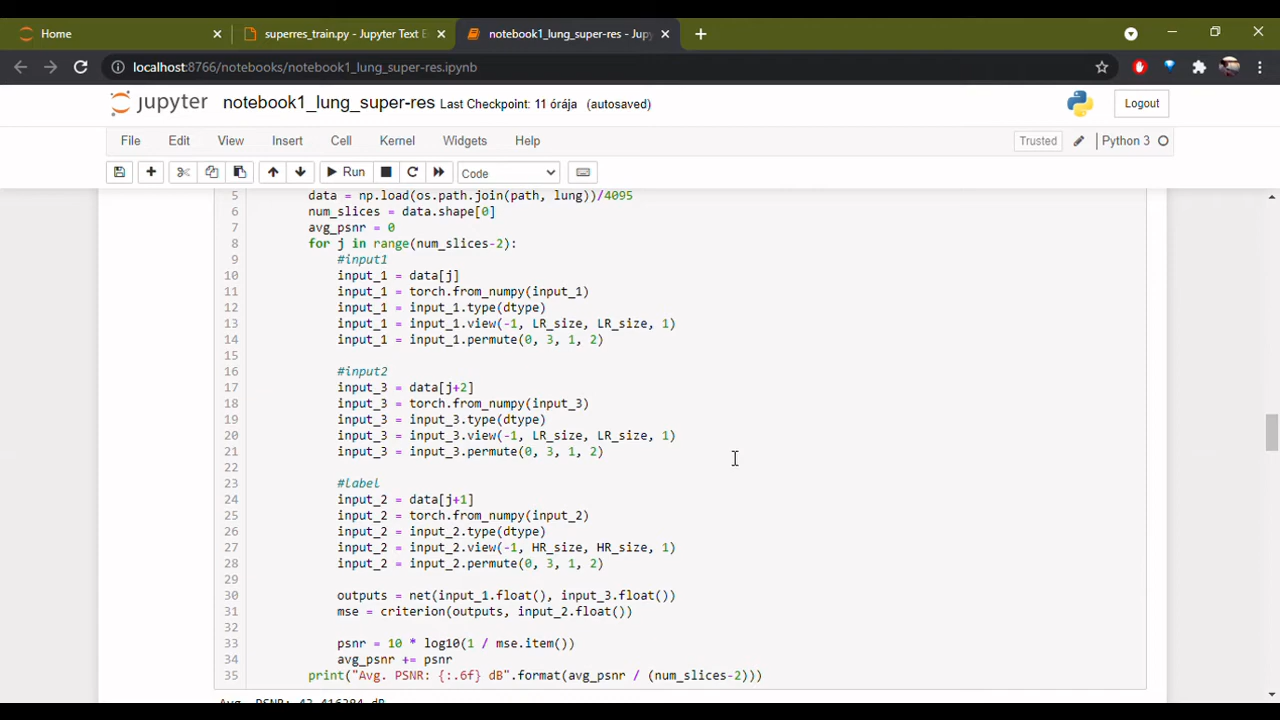 Home
superres_train.py - Jupyter Text E
notebook1_lung_super-res - Jupy
localhost:8766/notebooks/notebook1_lung_super-res.ipynb
jupyter notebook1_lung_super-res Last Checkpoint: 11 órája (autosaved)
Logout
File Edit View Insert Cell Kernel Widgets Help
Trusted Python 3
Run Code
5 data = np.load(os.path.join(path, lung))/4095
6 num_slices = data.shape[0]
7 avg_psnr = 0
8 for j in range(num_slices-2):
9 #input1
10 input_1 = data[j]
11 input_1 = torch.from_numpy(input_1)
12 input_1 = input_1.type(dtype)
13 input_1 = input_1.view(-1, LR_size, LR_size, 1)
14 input_1 = input_1.permute(0, 3, 1, 2)
15
16 #input2
17 input_3 = data[j+2]
18 input_3 = torch.from_numpy(input_3)
19 input_3 = input_3.type(dtype)
20 input_3 = input_3.view(-1, LR_size, LR_size, 1)
21 input_3 = input_3.permute(0, 3, 1, 2)
22
23 #label
24 input_2 = data[j+1]
25 input_2 = torch.from_numpy(input_2)
26 input_2 = input_2.type(dtype)
27 input_2 = input_2.view(-1, HR_size, HR_size, 1)
28 input_2 = input_2.permute(0, 3, 1, 2)
29
30 outputs = net(input_1.float(), input_3.float())
31 mse = criterion(outputs, input_2.float())
32
33 psnr = 10 * log10(1 / mse.item())
34 avg_psnr += psnr
35 print("Avg. PSNR: {:.6f} dB".format(avg_psnr / (num_slices-2)))
Avg. PSNR: